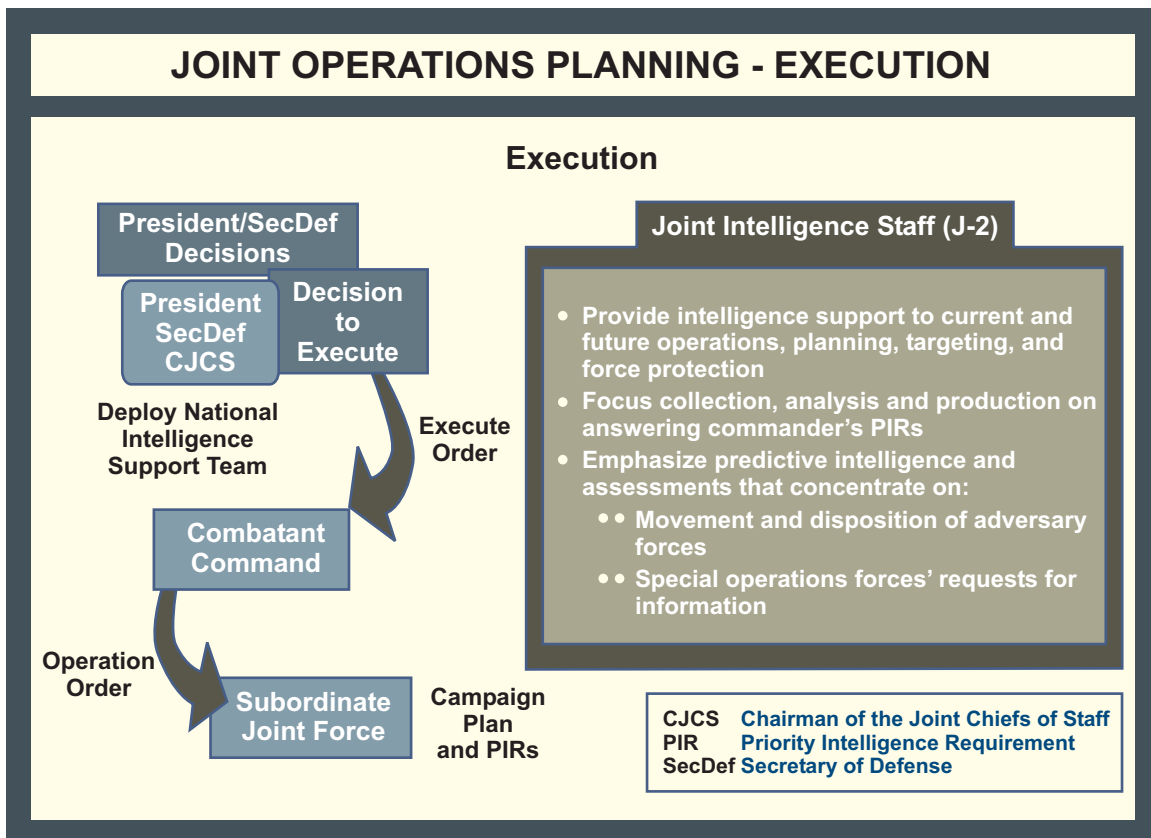 JOINT OPERATIONS PLANNING - EXECUTION
Execution
President/SecDef
Decisions
President
SecDef
CJCS
Decision
to
Execute
Deploy National
Intelligence
Support Team
Execute
Order
Combatant
Command
Operation
Order
Subordinate
Joint Force
Campaign
Plan
and PIRs
Joint Intelligence Staff (J-2)
• Provide intelligence support to current and
future operations, planning, targeting, and
force protection
• Focus collection, analysis and production on
answering commander's PIRs
• Emphasize predictive intelligence and
assessments that concentrate on:
•• Movement and disposition of adversary
forces
•• Special operations forces' requests for
information
CJCS Chairman of the Joint Chiefs of Staff
PIR Priority Intelligence Requirement
SecDef Secretary of Defense